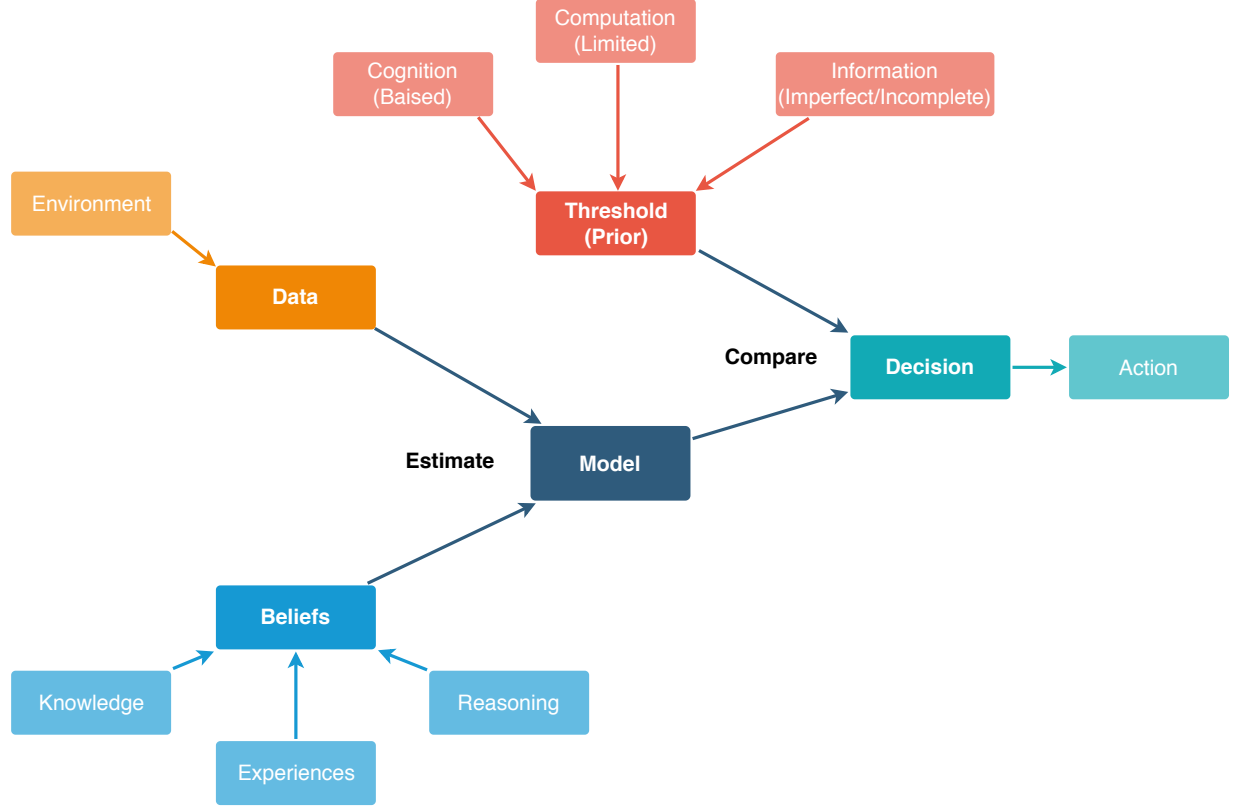 Computation
(Limited)
Cognition
(Baised)
Information
(Imperfect/Incomplete)
Environment
Threshold
(Prior)
Data
Compare
Decision
Action
Estimate
Model
Beliefs
Knowledge
Reasoning
Experiences